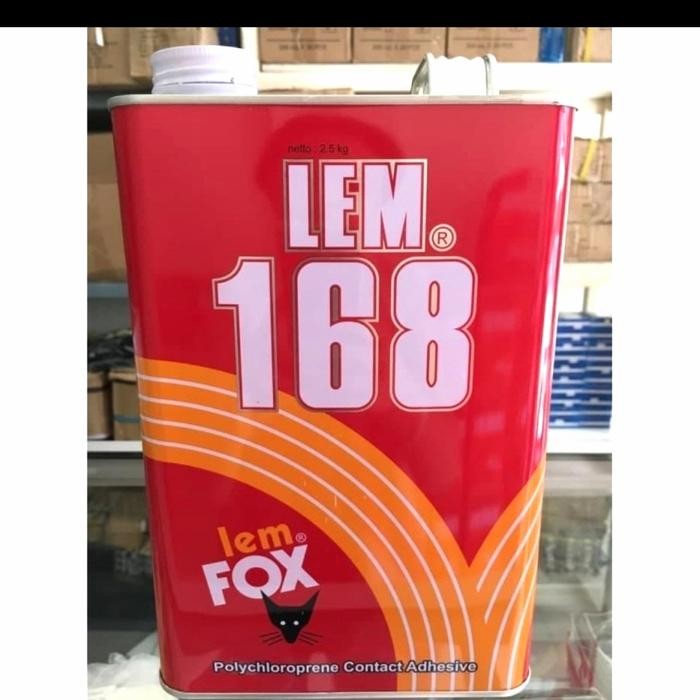 netto : 2.5 kg
LEM ®
168
lem ®
FOX
Polychloroprene Contact Adhesive